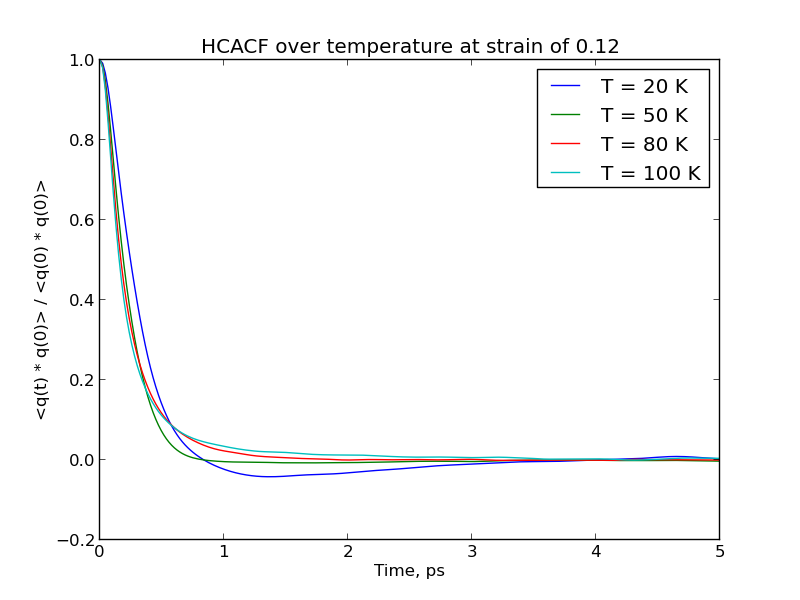 HCACF over temperature at strain of 0.12
T = 20 K
T = 50 K
T = 80 K
T = 100 K
<q(t) * q(0)> / <q(0) * q(0)>
1.0
0.8
0.6
0.4
0.2
0.0
−0.2
0 1 2 3 4 5
Time, ps